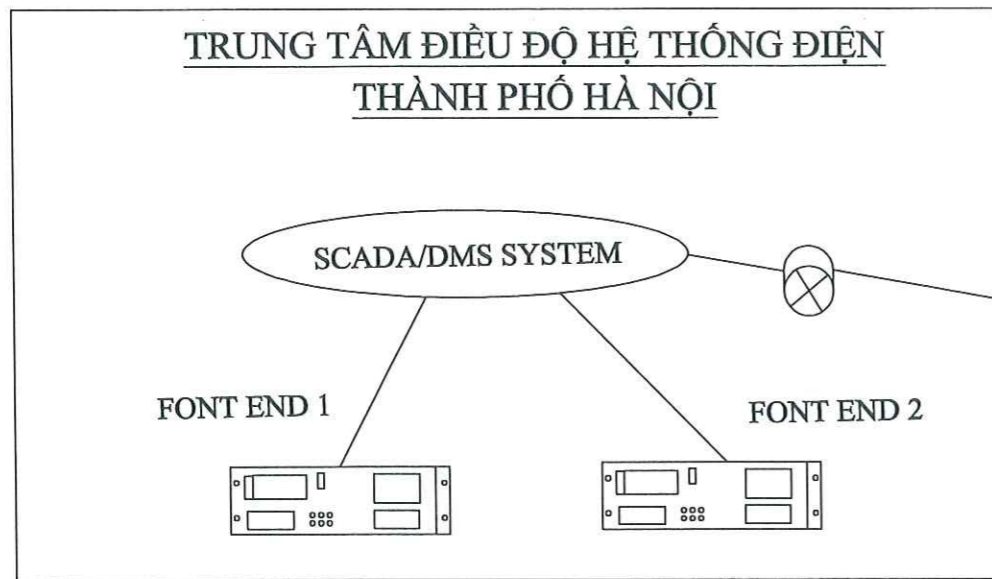 TRUNG TÂM ĐIỀU ĐỘ HỆ THỐNG ĐIỆN
THÀNH PHỐ HÀ NỘI
SCADA/DMS SYSTEM
FONT END 1
FONT END 2